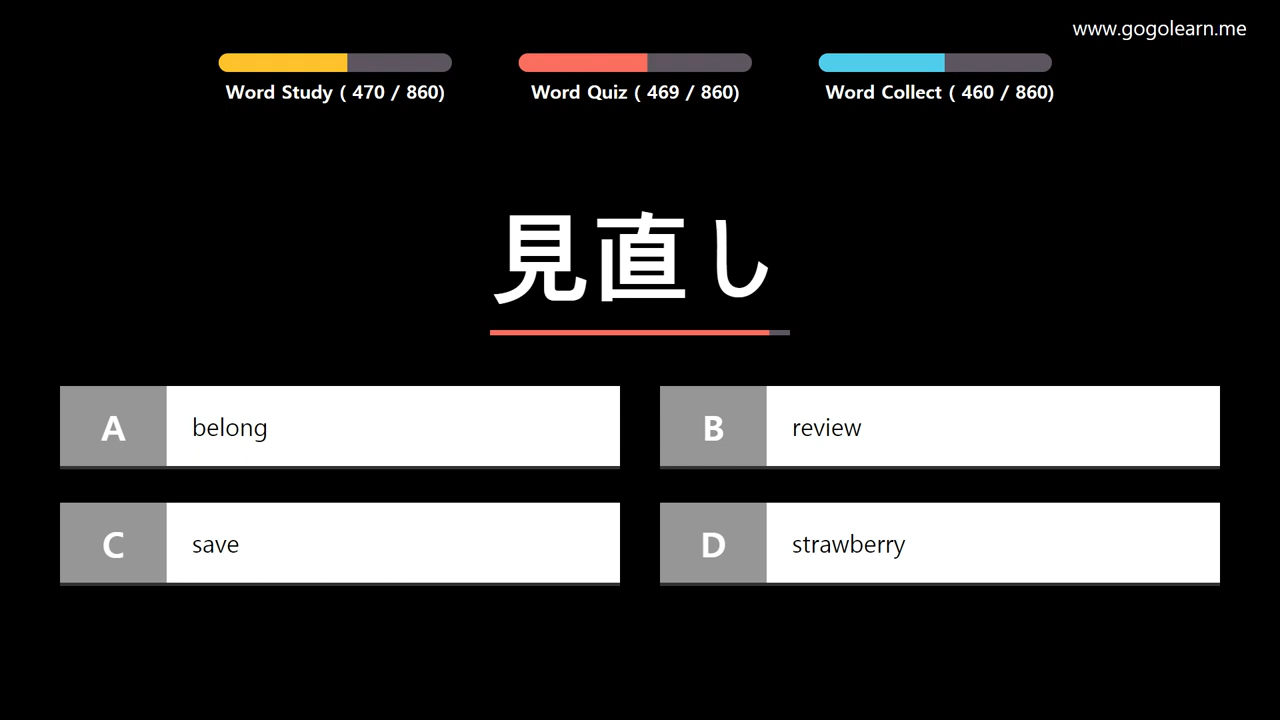 www.gogolearn.me
Word Study ( 470 / 860)
Word Quiz ( 469 / 860)
Word Collect ( 460 / 860)
見直し
A belong
B review
C save
D strawberry